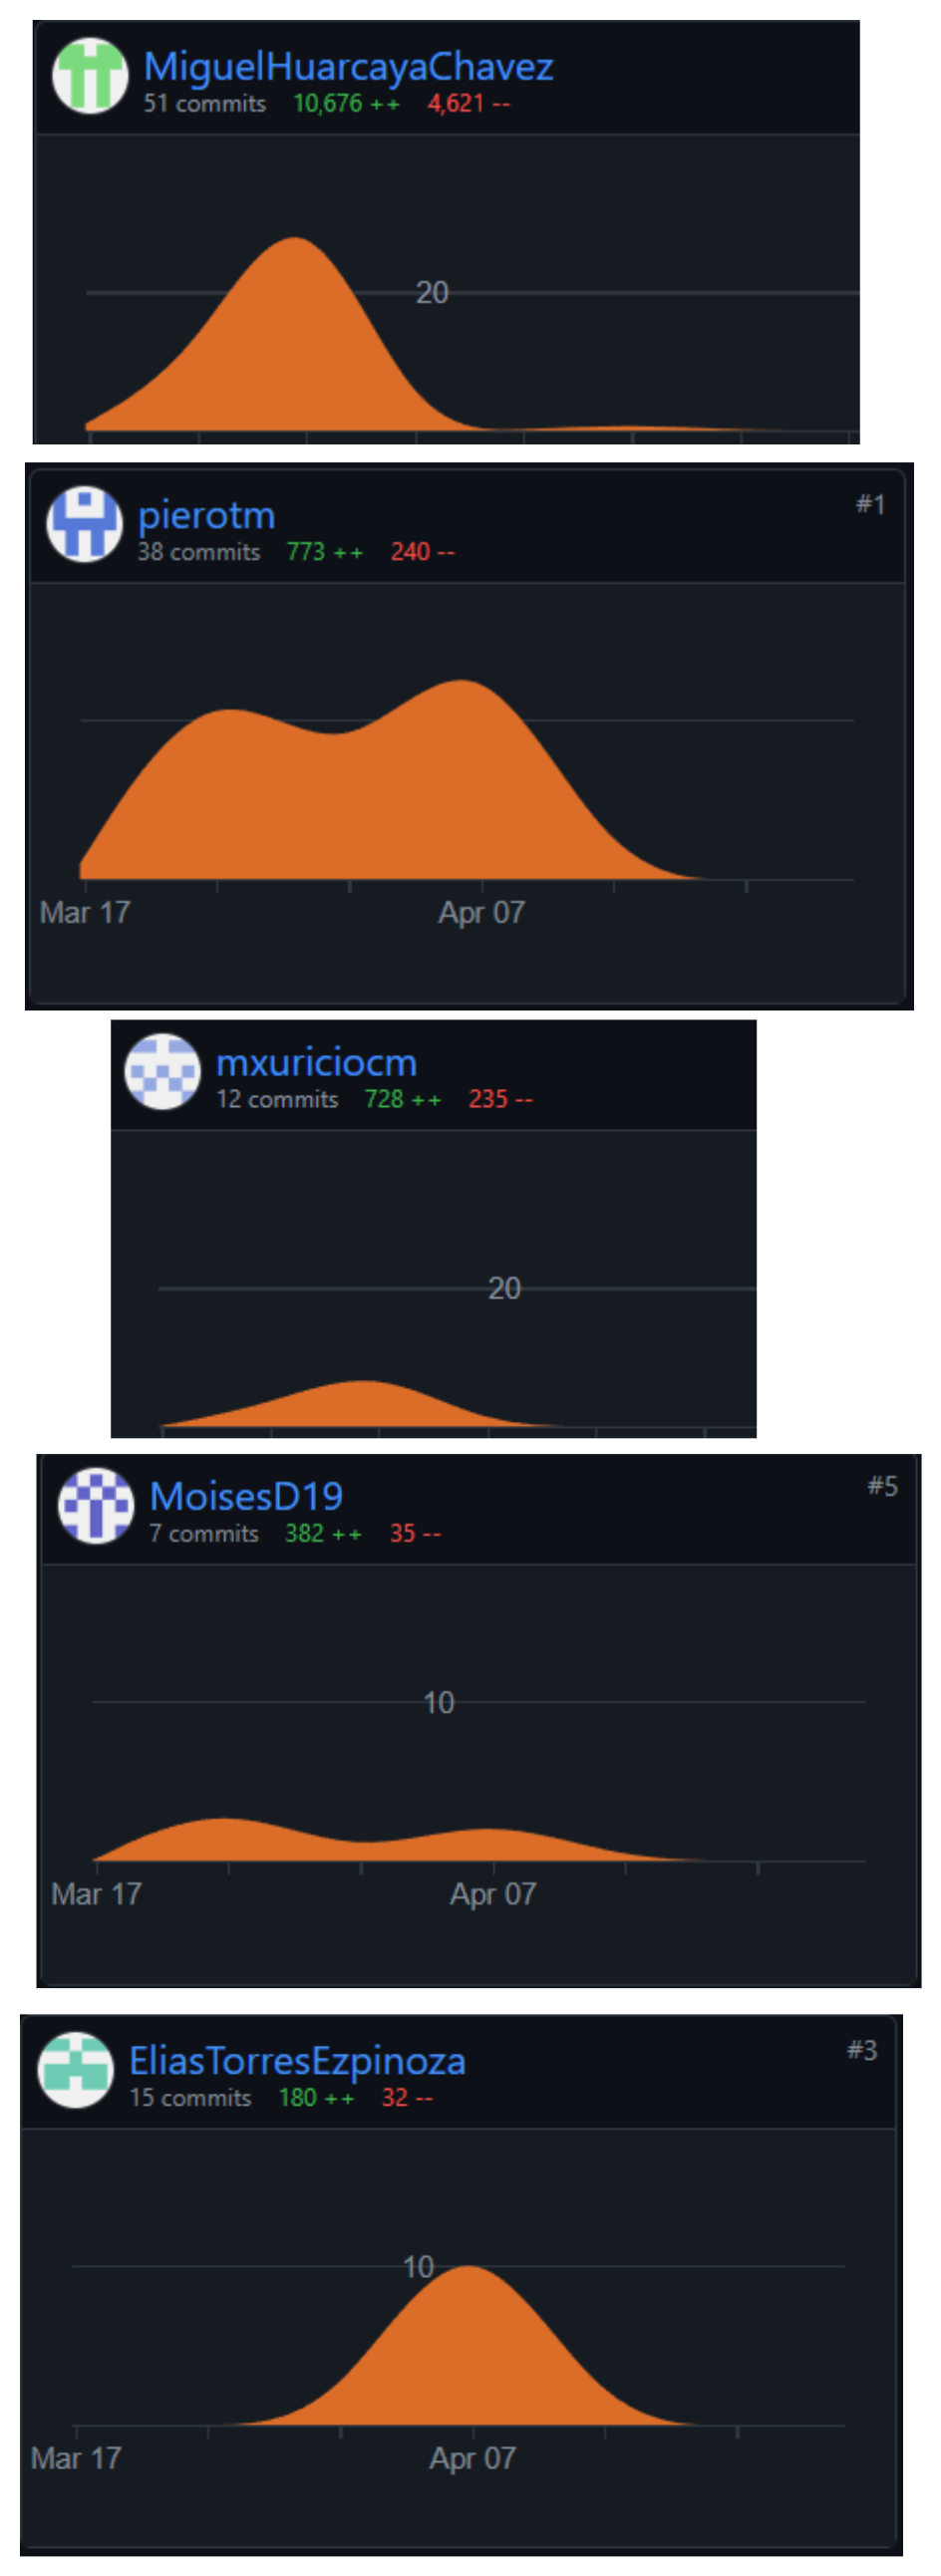 MiguelHuarcayaChavez
51 commits 10,676 ++ 4,621 --
20
pierotm #1
38 commits 773 ++ 240 --
Mar 17 Apr 07
mxuriciocm
12 commits 728 ++ 235 --
20
MoisesD19 #5
7 commits 382 ++ 35 --
10
Mar 17 Apr 07
EliasTorresEzpinoza #3
15 commits 180 ++ 32 --
10
Mar 17 Apr 07